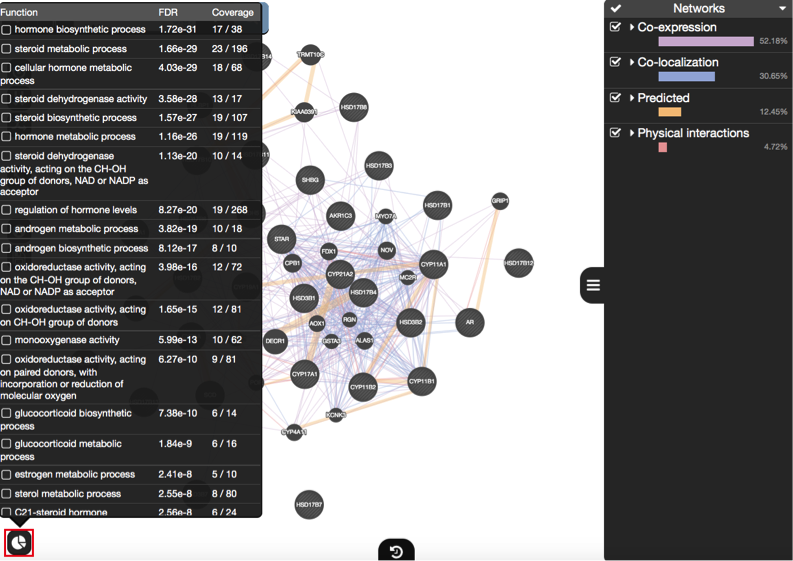 Function FDR Coverage
hormone biosynthetic process 1.72e-31 17 / 38
steroid metabolic process 1.66e-29 23 / 196
cellular hormone metabolic 4.03e-29 18 / 68
process
steroid dehydrogenase activity 3.58e-28 13 / 17
steroid biosynthetic process 1.57e-27 19 / 107
hormone metabolic process 1.16e-26 19 / 119
steroid dehydrogenase 1.13e-20 10 / 14
activity, acting on the CH-OH
group of donors, NAD or NADP as
acceptor
regulation of hormone levels 8.27e-20 19 / 268
androgen metabolic process 3.82e-19 10 / 18
androgen biosynthetic process 8.12e-17 8 / 10
oxidoreductase activity, acting 3.98e-16 12 / 72
on the CH-OH group of donors,
NAD or NADP as acceptor
oxidoreductase activity, acting 1.65e-15 12 / 81
on CH-OH group of donors
monooxygenase activity 5.99e-13 10 / 62
oxidoreductase activity, acting 6.27e-10 9 / 81
on paired donors, with
incorporation or reduction of
molecular oxygen
glucocorticoid biosynthetic 7.38e-10 6 / 14
process
glucocorticoid metabolic 1.84e-9 6 / 16
process
estrogen metabolic process 2.41e-8 5 / 10
sterol metabolic process 2.55e-8 8 / 80
C21-steroid hormone 2.56e-8 6 / 24
TRMT10C
KIAA0391
HSD17B8
HSD17B3
SHBG
HSD17B1
GRIP1
AKR1C3
MYO7A
STAR
FDX1
NOV
CPB1
CYP11A1
HSD17B12
CYP21A2
MC2R
HSD3B1
HSD17B4
AOX1
RGN
HSD3B2
AR
DECR1
GSTA3
ALAS1
CYP17A1
CYP11B2
CYP11B1
KCNK3
CYP4A11
HSD17B7
Networks
Co-expression
52.18%
Co-localization
30.65%
Predicted
12.45%
Physical interactions
4.72%